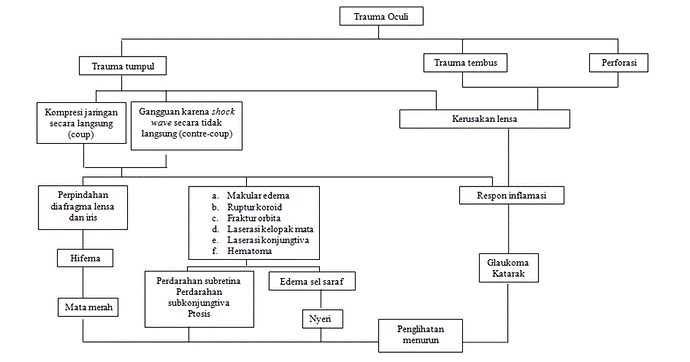 Trauma Oculi
Trauma tumpul
Trauma tembus
Perforasi
Kompresi jaringan
secara langsung
(coup)
Gangguan karena shock
wave secara tidak
langsung (contre-coup)
Kerusakan lensa
Perpindahan
diafragma lensa
dan iris
a. Makular edema
b. Ruptur koroid
c. Fraktur orbita
d. Laserasi kelopak mata
e. Laserasi konjungtiva
f. Hematoma
Respon inflamasi
Hifema
Glaukoma
Katarak
Perdarahan subretina
Perdarahan
subkonjungtiva
Ptosis
Edema sel saraf
Mata merah
Nyeri
Penglihatan
menurun